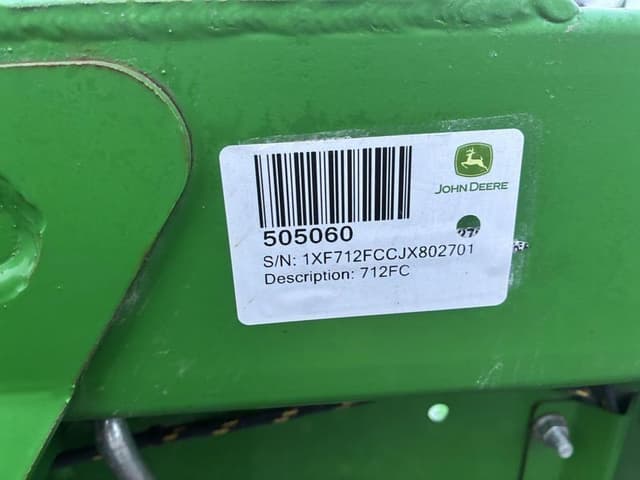 JOHN DEERE
505060
S/N: 1XF712FCCJX802701
Description: 712FC